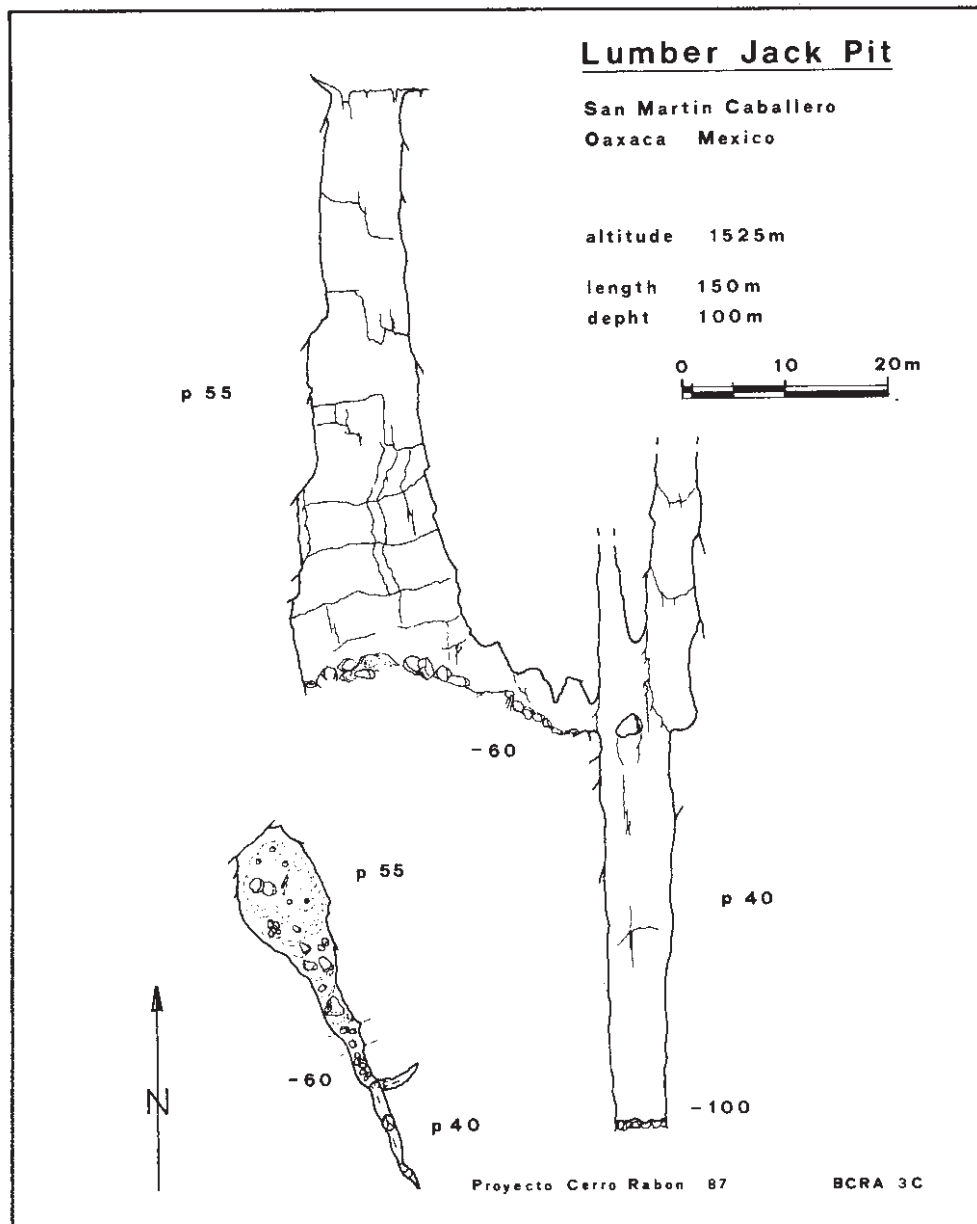 Lumber Jack Pit
San Martin Caballero
Oaxaca Mexico
altitude 1525m
length 150m
depht 100m
0 10 20m
p 55
-60
p 55
p 40
N
-60
p 40
-100
Proyecto Cerro Rabon 87 BCRA 3C